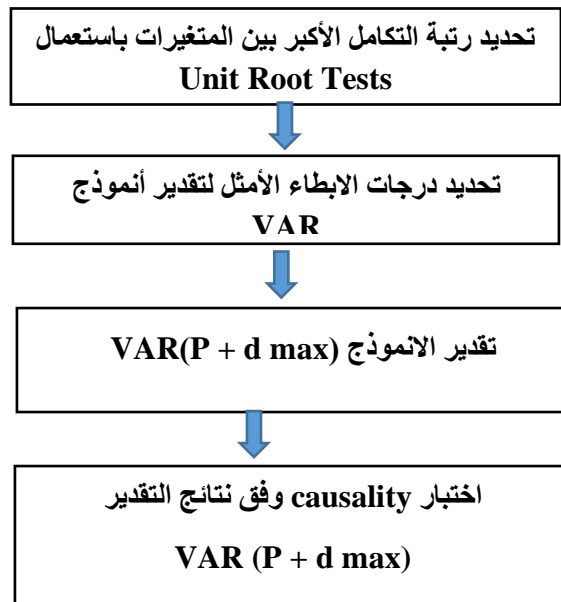 تحديد رتبة التكامل الأكبر بين المتغيرات باستعمال
Unit Root Tests
تحديد درجات الابطاء الأمثل لتقدير أنموذج
VAR
تقدير الانموذج VAR(P + d max)
اختبار causality وفق نتائج التقدير
VAR (P + d max)